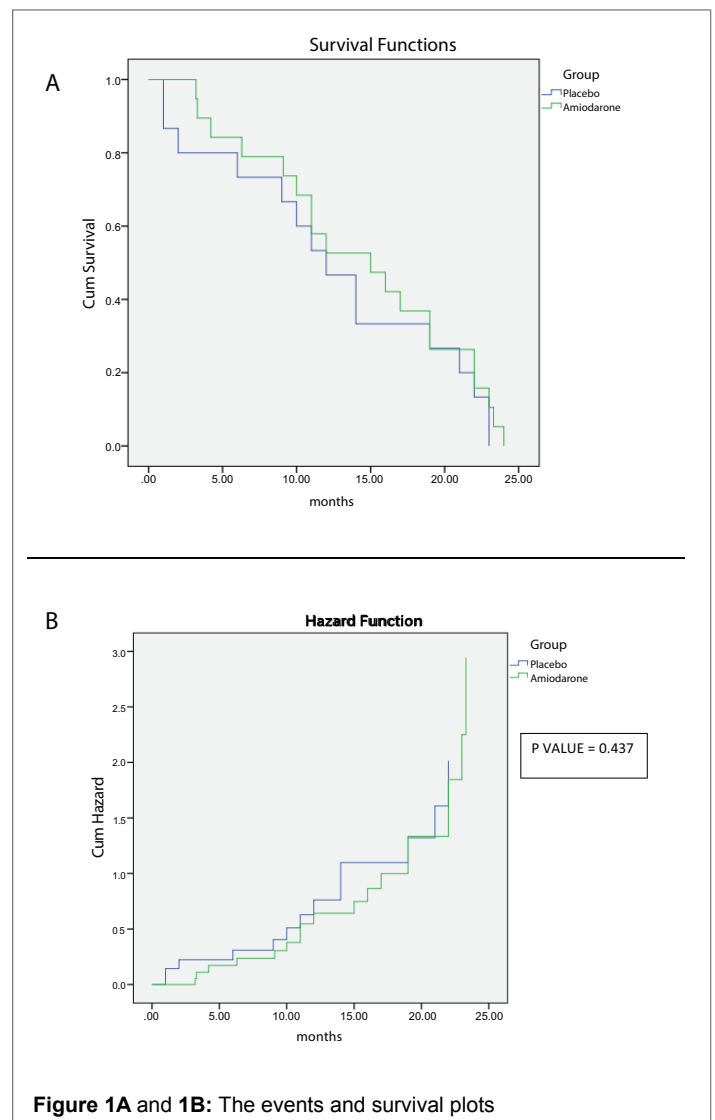 Survival Functions
A
Group
Placebo
Amiodarone
1.0
0.8
0.6
0.4
0.2
0.0
Cum Survival
.00 5.00 10.00 15.00 20.00 25.00
months
B
Hazard Function
Group
Placebo
Amiodarone
P VALUE = 0.437
3.0
2.5
2.0
1.5
1.0
0.5
0.0
Cum Hazard
.00 5.00 10.00 15.00 20.00 25.00
months
Figure 1A and 1B: The events and survival plots